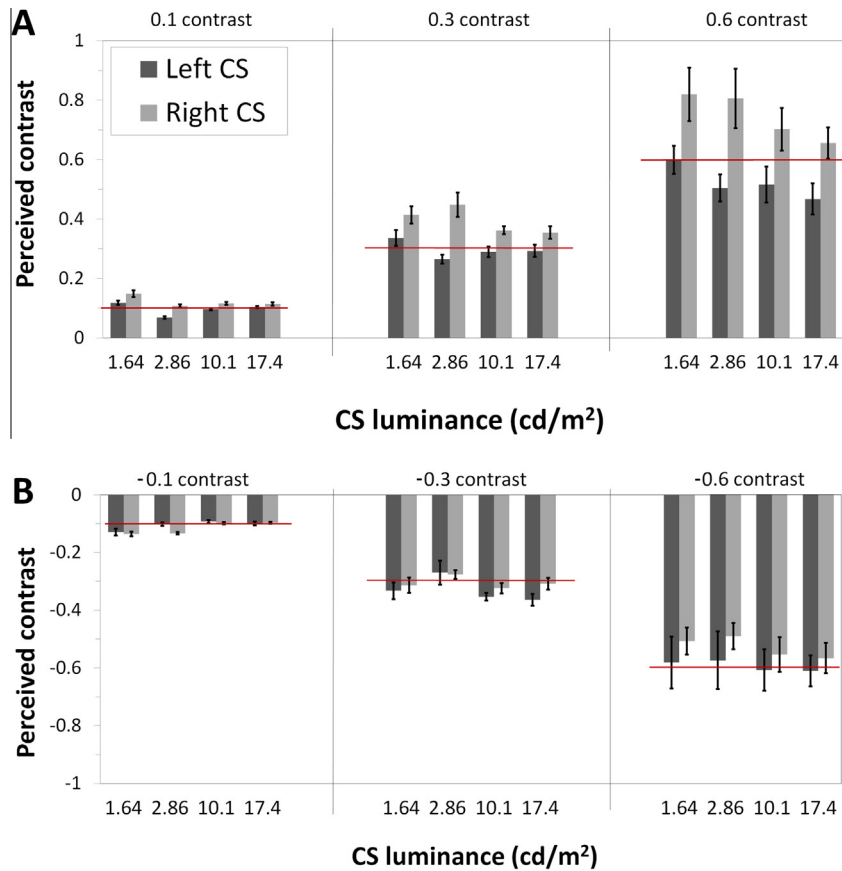 A
0.1 contrast 0.3 contrast 0.6 contrast
1
0.8
0.6
0.4
0.2
0
Perceived contrast
Left CS
Right CS
1.64 2.86 10.1 17.4 1.64 2.86 10.1 17.4 1.64 2.86 10.1 17.4
CS luminance (cd/m²)
B
-0.1 contrast -0.3 contrast -0.6 contrast
0
-0.2
-0.4
-0.6
-0.8
-1
Perceived contrast
1.64 2.86 10.1 17.4 1.64 2.86 10.1 17.4 1.64 2.86 10.1 17.4
CS luminance (cd/m²)